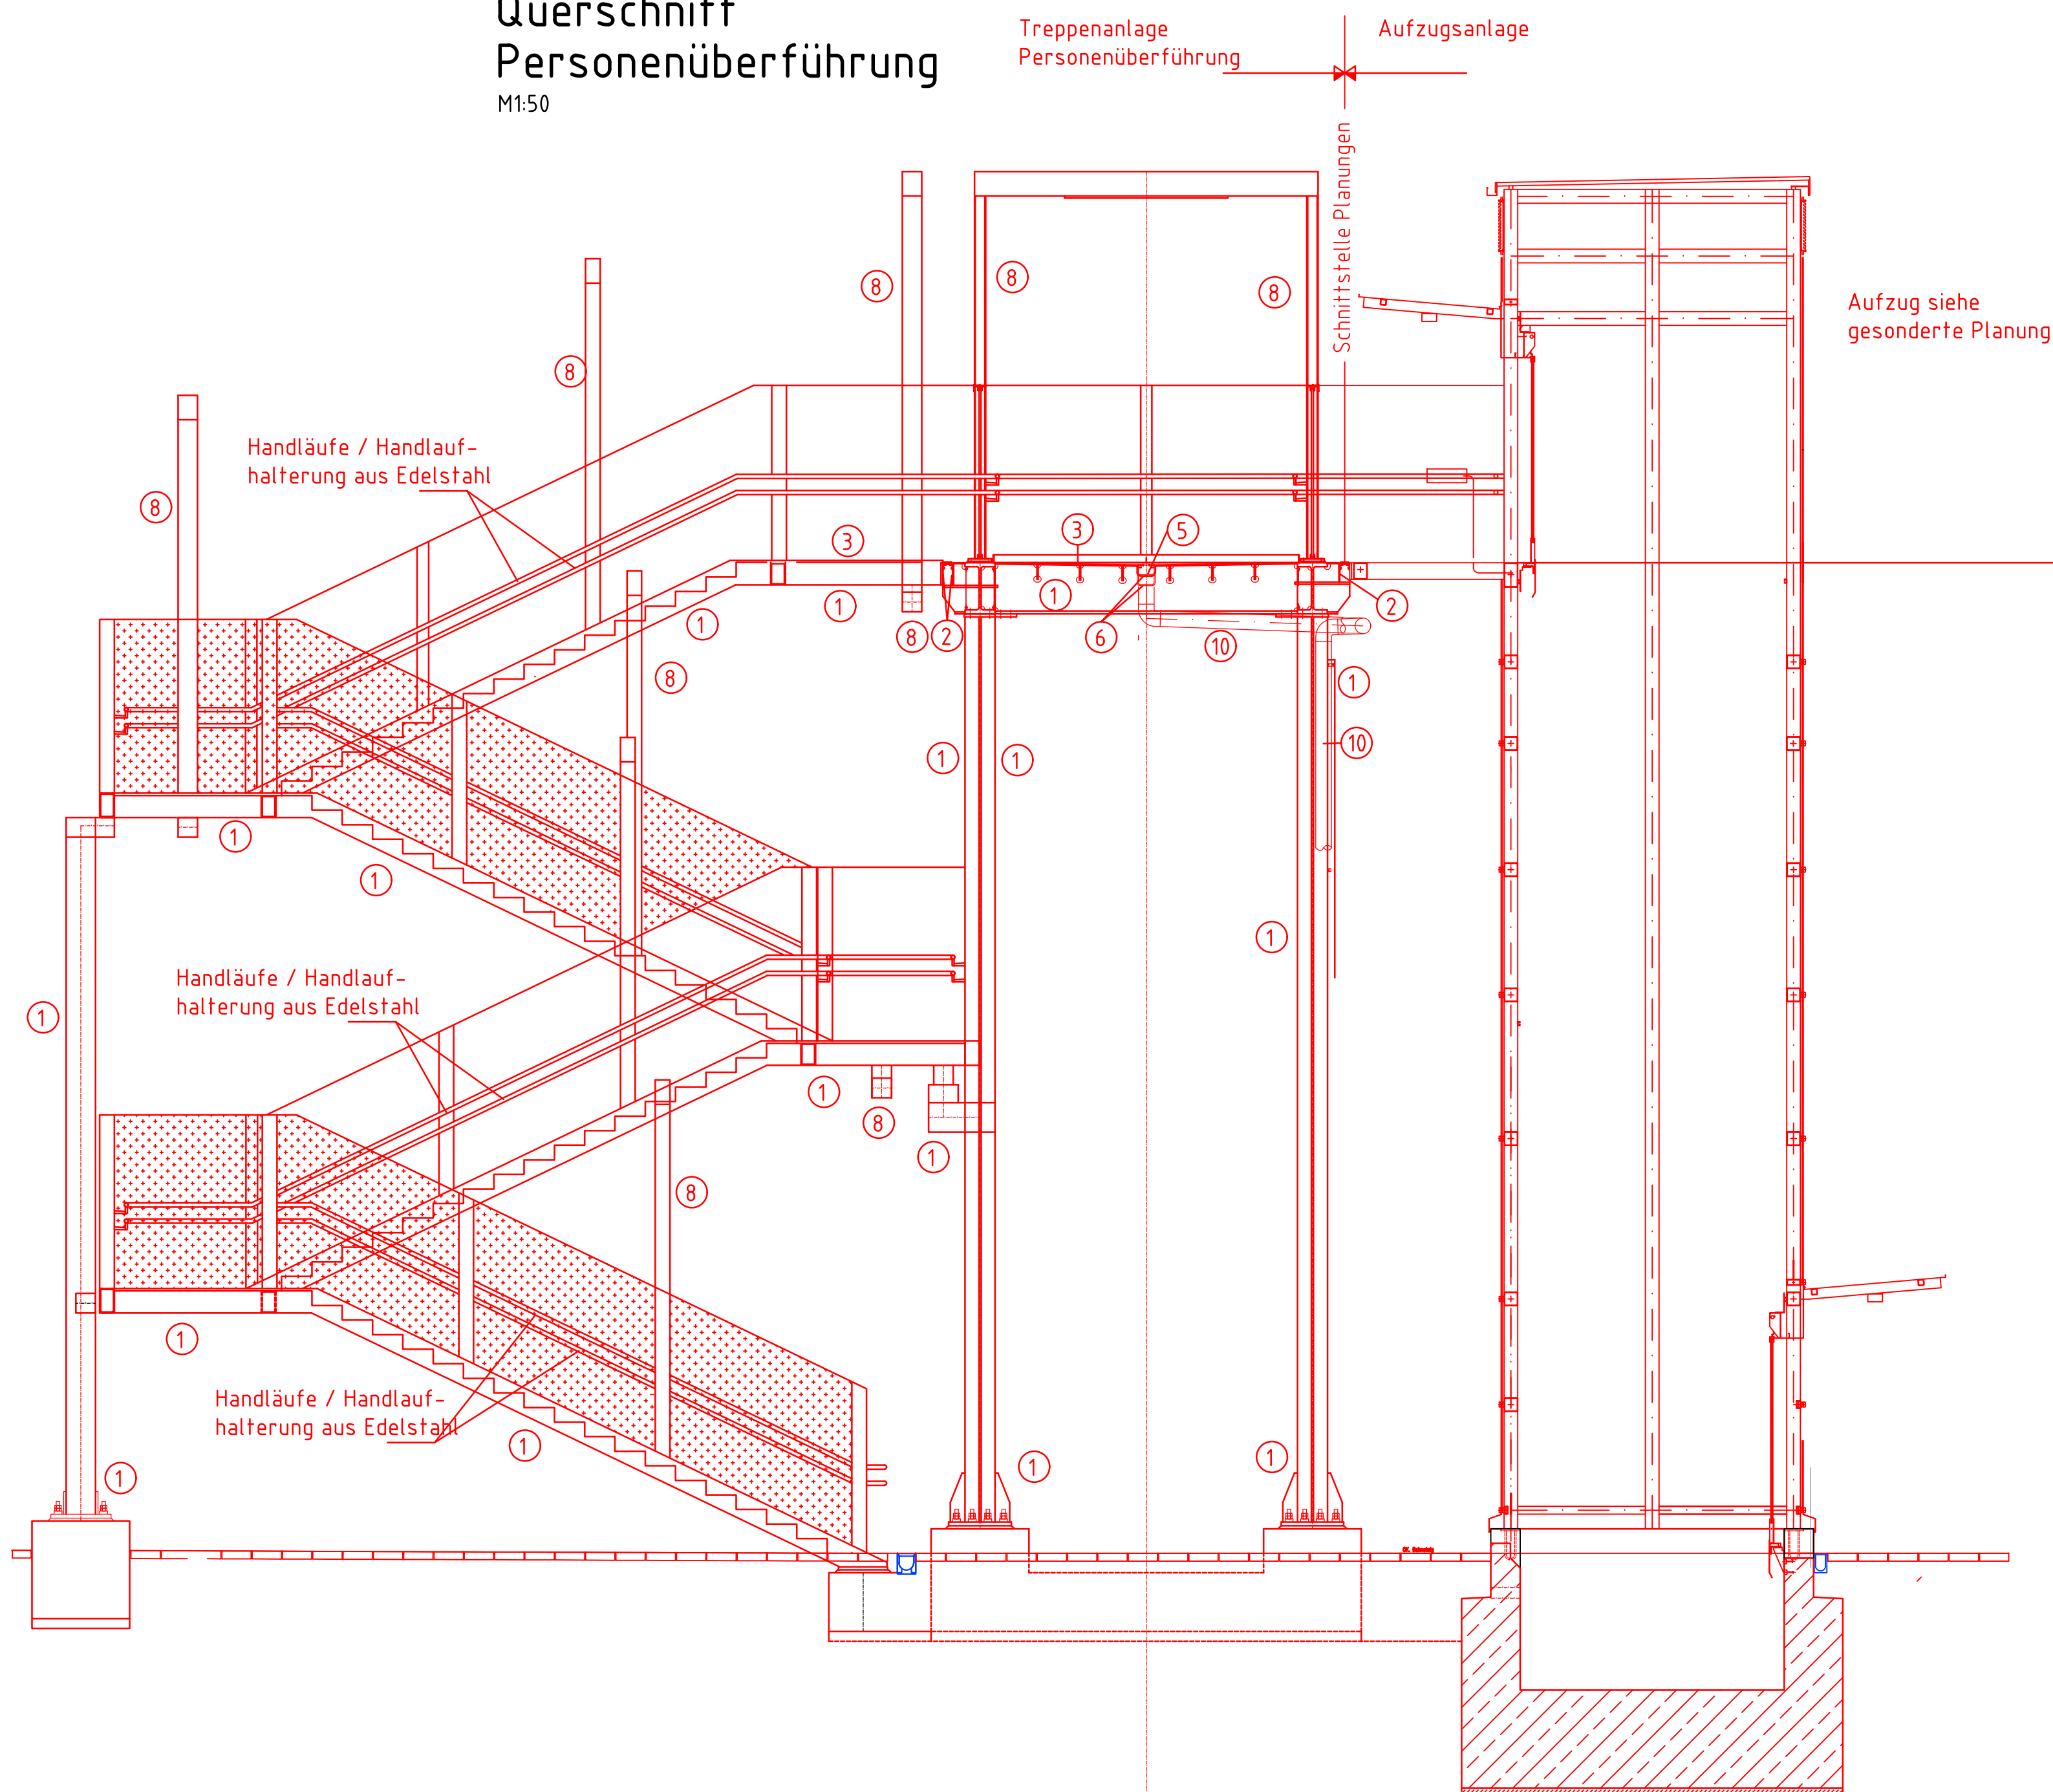 Querschnitt
Personenüberführung
M1:50
Treppenanlage
Personenüberführung
Aufzugsanlage
Schnittstelle Planungen
Aufzug siehe
gesonderte Planung
8
8
8
8
8
Handläufe / Handlauf-
halterung aus Edelstahl
8
3
3
5
1
1
1
2
8
2
6
10
8
1
10
1
1
1
1
1
Handläufe / Handlauf-
halterung aus Edelstahl
1
1
8
1
8
1
Handläufe / Handlauf-
halterung aus Edelstahl
1
1
1
1